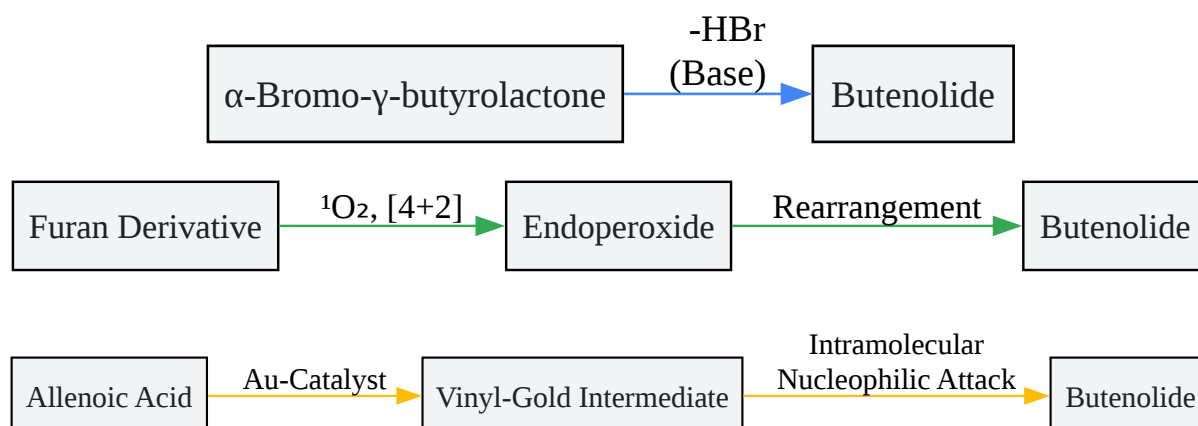 -HBr
(Base)
α-Bromo-γ-butyrolactone
Butenolide
Furan Derivative
¹O₂, [4+2]
Endoperoxide
Rearrangement
Butenolide
Allenoic Acid
Au-Catalyst
Vinyl-Gold Intermediate
Intramolecular
Nucleophilic Attack
Butenolide